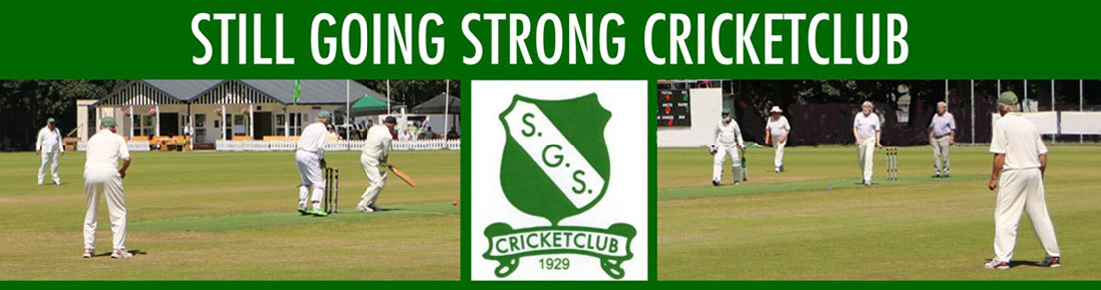 STILL GOING STRONG CRICKETCLUB
S.
G.
S.
CRICKETCLUB
1929